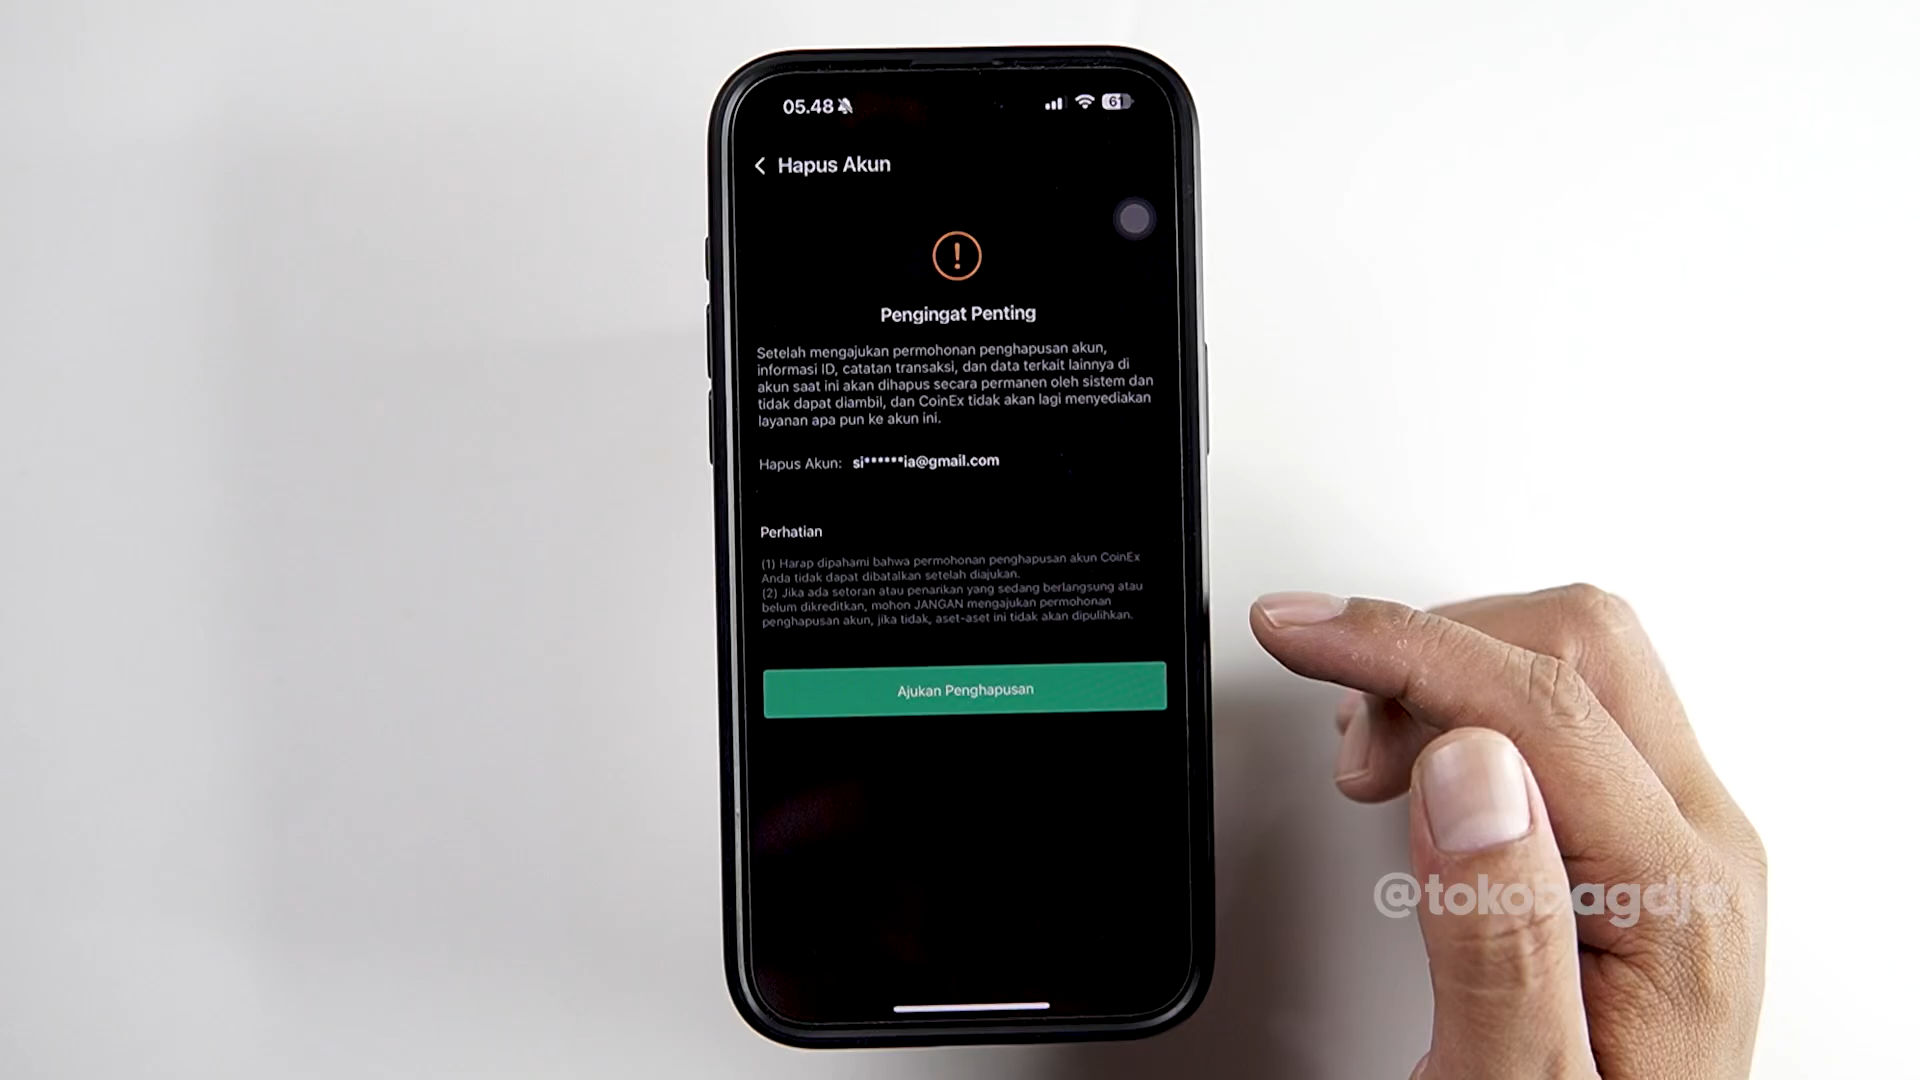 05.48
61
Hapus Akun
Pengingat Penting
Setelah mengajukan permohonan penghapusan akun,
informasi ID, catatan transaksi, dan data terkait lainnya di
akun saat ini akan dihapus secara permanen oleh sistem dan
tidak dapat diambil, dan CoinEx tidak akan lagi menyediakan
layanan apa pun ke akun ini.
Hapus Akun: si******ia@gmail.com
Perhatian
(1) Harap dipahami bahwa permohonan penghapusan akun CoinEx
Anda tidak dapat dibatalkan setelah diajukan.
(2) Jika ada setoran atau penarikan yang sedang berlangsung atau
belum dikreditkan, mohon JANGAN mengajukan permohonan
penghapusan akun, jika tidak, aset-aset ini tidak akan dipulihkan.
Ajukan Penghapusan
@tokobagdja